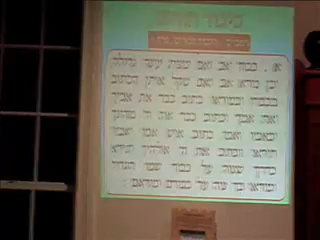 כבוד אב ואם מצות עשה גדולה
וכן מורא אב ואם שקל אותן הכתוב
בכבודו ובמוראו כתוב כבד את אביך
ואת אמך וכתוב כבד את ה' מהונך
ובאביו ואמו כתוב איש אמו ואביו
תיראו וכתוב את ה' אלהיך תירא
כדרך שצוה על כבוד שמו הגדול
ומוראו כך צוה על כבודם ומוראם.